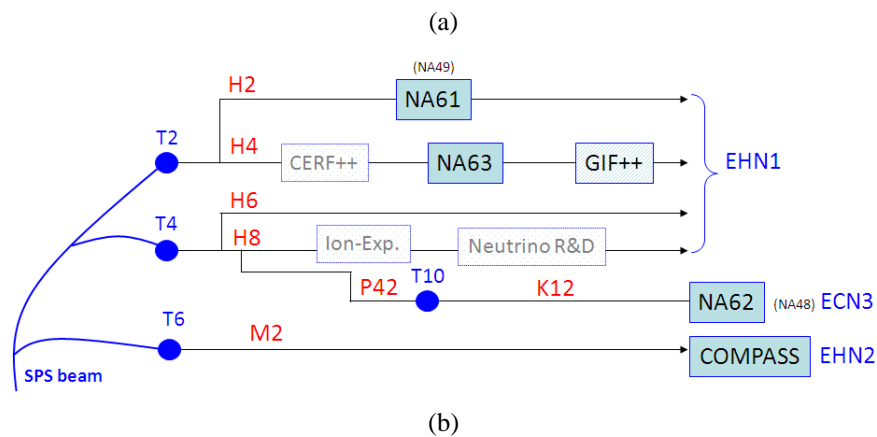 (a)
(NA49)
H2
NA61
T2
H4
CERF++
NA63
GIF++
EHN1
H6
T4
H8
Ion-Exp.
Neutrino R&D
P42
T10
K12
NA62
(NA48)
ECN3
T6
M2
COMPASS
EHN2
SPS beam
(b)